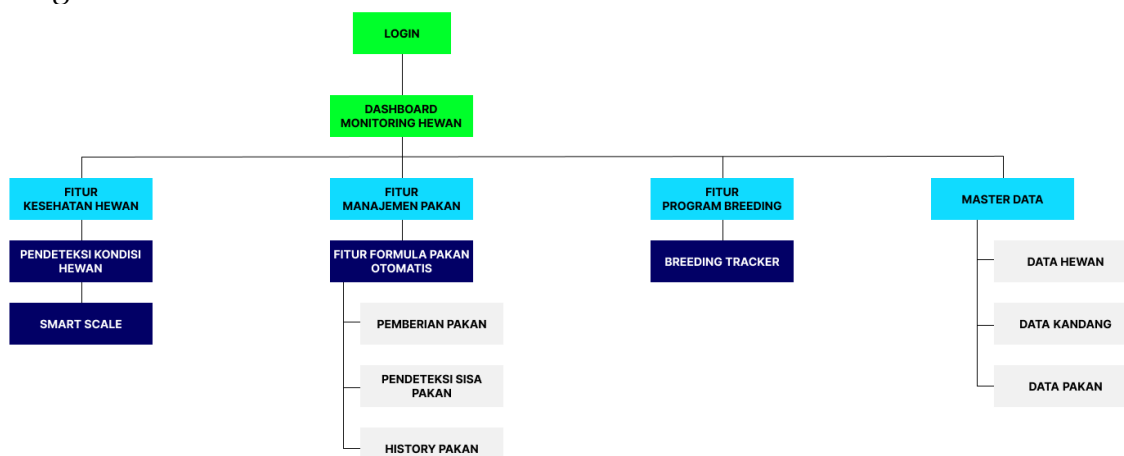 LOGIN
DASHBOARD
MONITORING HEWAN
FITUR
KESEHATAN HEWAN
FITUR
MANAJEMEN PAKAN
FITUR
PROGRAM BREEDING
MASTER DATA
PENDETEKSI KONDISI
HEWAN
FITUR FORMULA PAKAN
OTOMATIS
BREEDING TRACKER
DATA HEWAN
SMART SCALE
PEMBERIAN PAKAN
DATA KANDANG
PENDETEKSI SISA
PAKAN
DATA PAKAN
HISTORY PAKAN